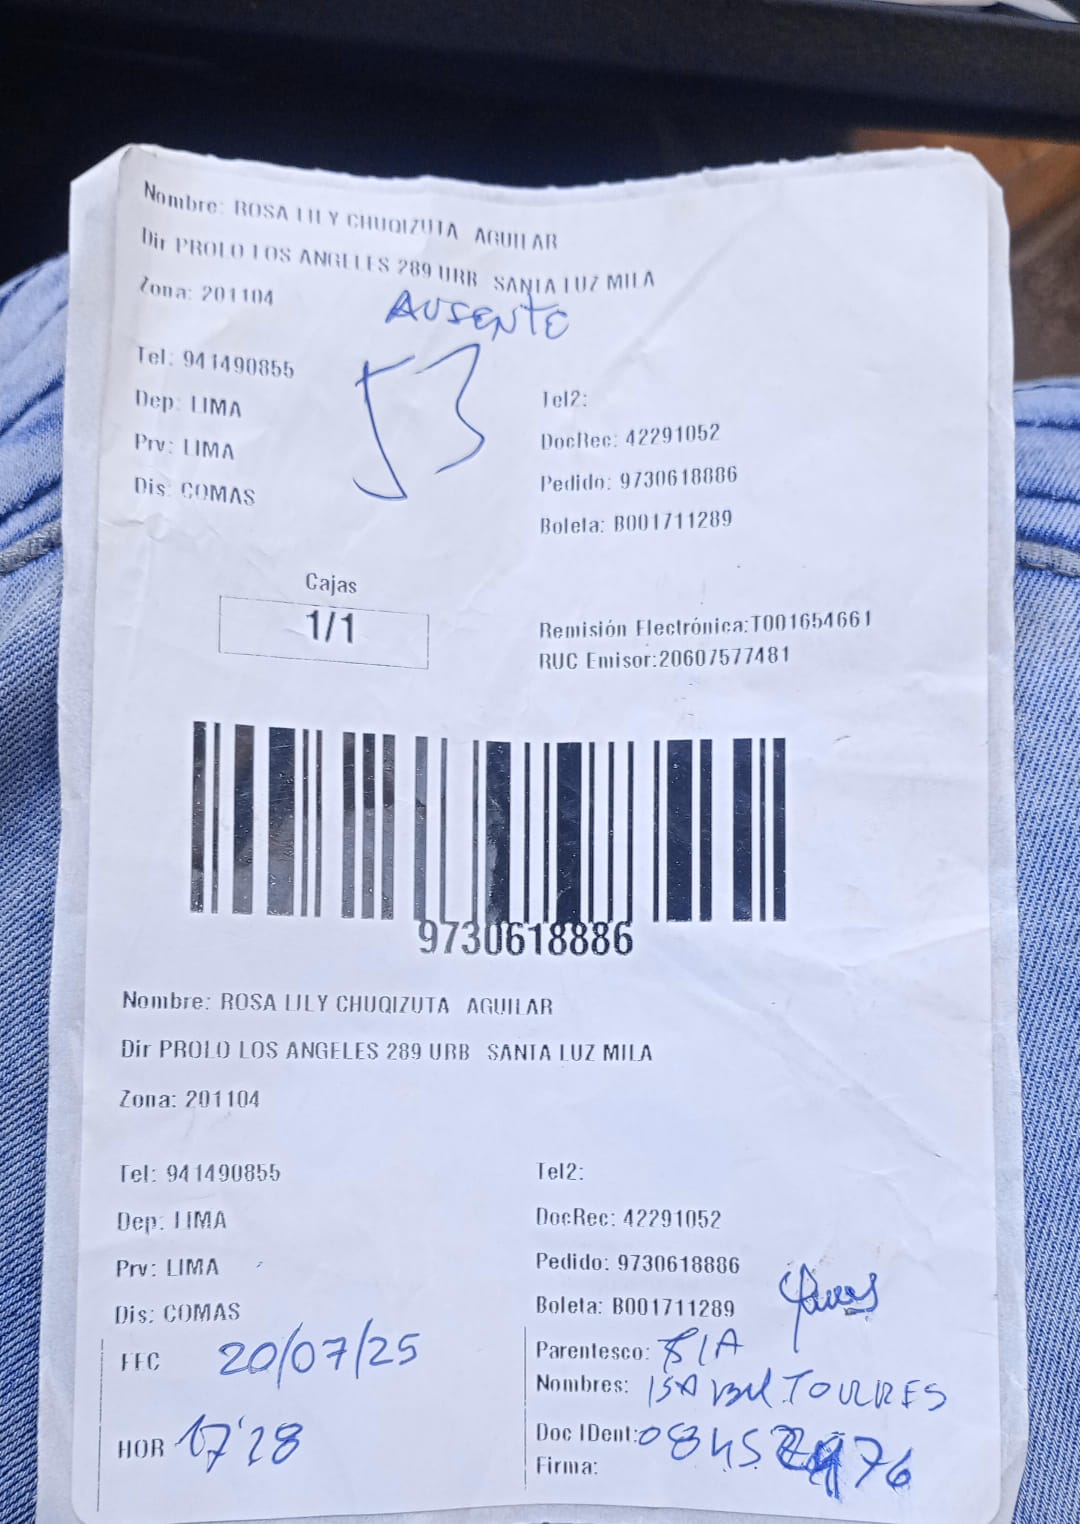 Nombre: ROSA LILY CHUQIZUTA AGUILAR
Dir PROLO LOS ANGELES 289 URB SANTA LUZ MILA
Zona: 201104
AUSENTE
53
Tel: 941490855
Tel2:
Dep: LIMA
DocRec: 42291052
Prv: LIMA
Pedido: 9730618886
Dis: COMAS
Boleta: B001711289
Cajas
1/1
Remisión Electrónica:T001654661
RUC Emisor:20607577481
9730618886
Nombre: ROSA LILY CHUQIZUTA AGUILAR
Dir PROLO LOS ANGELES 289 URB SANTA LUZ MILA
Zona: 201104
Tel: 941490855
Tel2:
Dep: LIMA
DocRec: 42291052
Prv: LIMA
Pedido: 9730618886
Dis: COMAS
Boleta: B001711289
FEC 20/07/25
Parentesco:
Nombres: ISABEL TORRES
HOR 17'28
Doc IDent:
Firma: